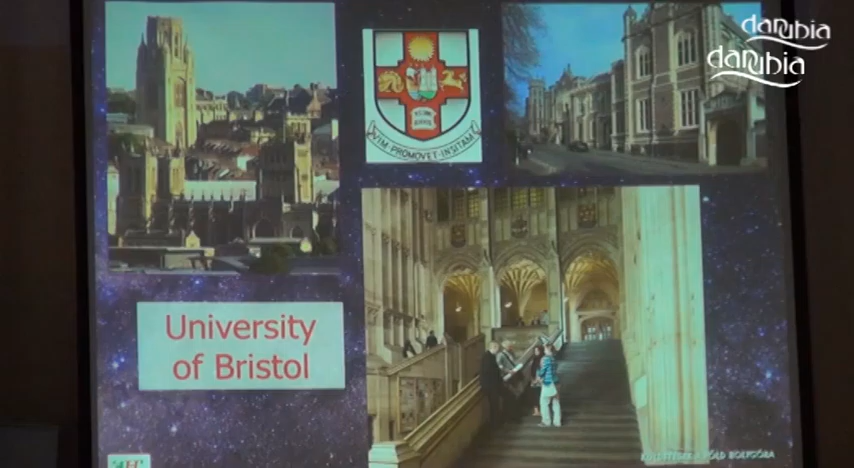 danubia
danubia
VIM PROMOVET INSITAM
University
of Bristol